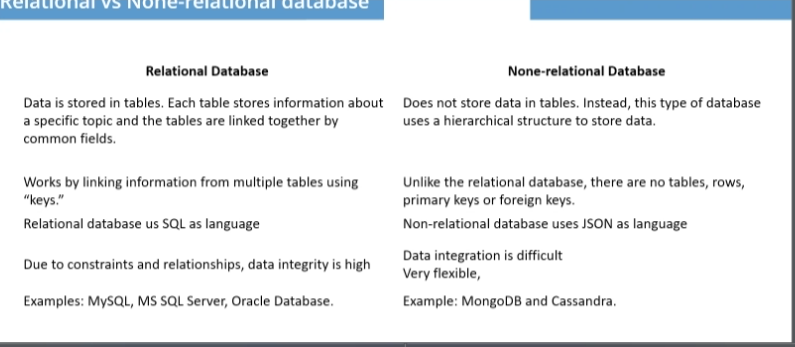 Relational vs None-relational database
Relational Database
None-relational Database
Data is stored in tables. Each table stores information about
a specific topic and the tables are linked together by
common fields.
Does not store data in tables. Instead, this type of database
uses a hierarchical structure to store data.
Works by linking information from multiple tables using
“keys.”
Unlike the relational database, there are no tables, rows,
primary keys or foreign keys.
Relational database us SQL as language
Non-relational database uses JSON as language
Due to constraints and relationships, data integrity is high
Data integration is difficult
Very flexible,
Examples: MySQL, MS SQL Server, Oracle Database.
Example: MongoDB and Cassandra.